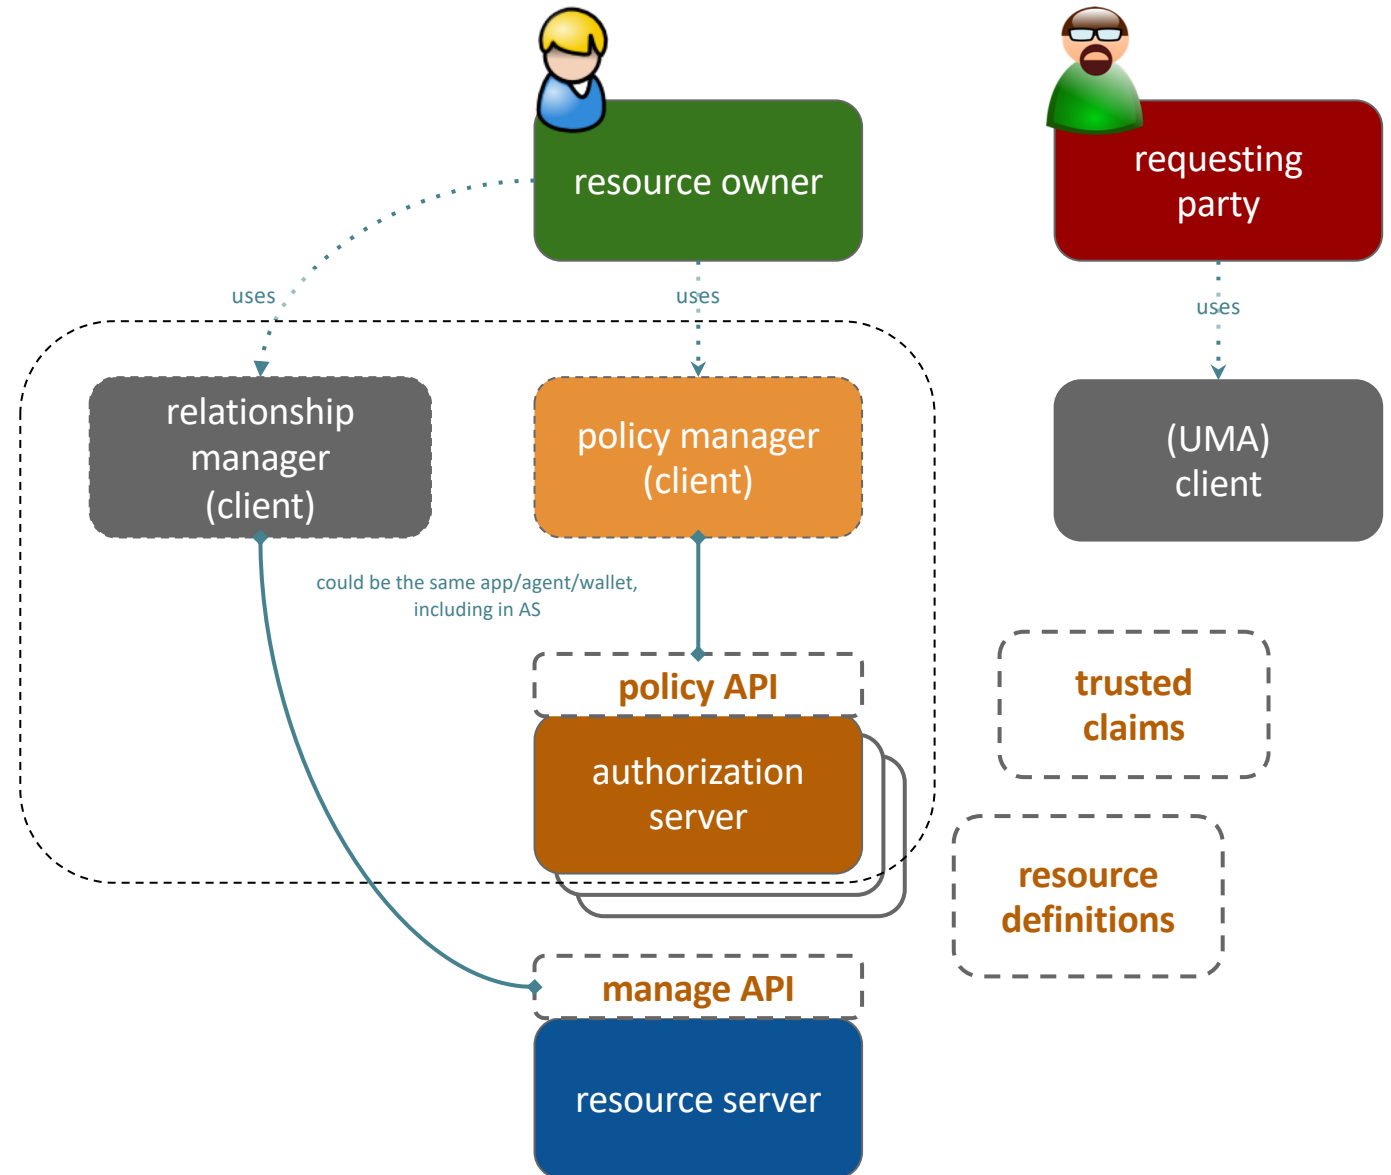 resource owner
requesting
party
uses
uses
uses
relationship
manager
(client)
policy manager
(client)
(UMA)
client
could be the same app/agent/wallet,
including in AS
policy API
authorization
server
trusted
claims
resource
definitions
manage API
resource server